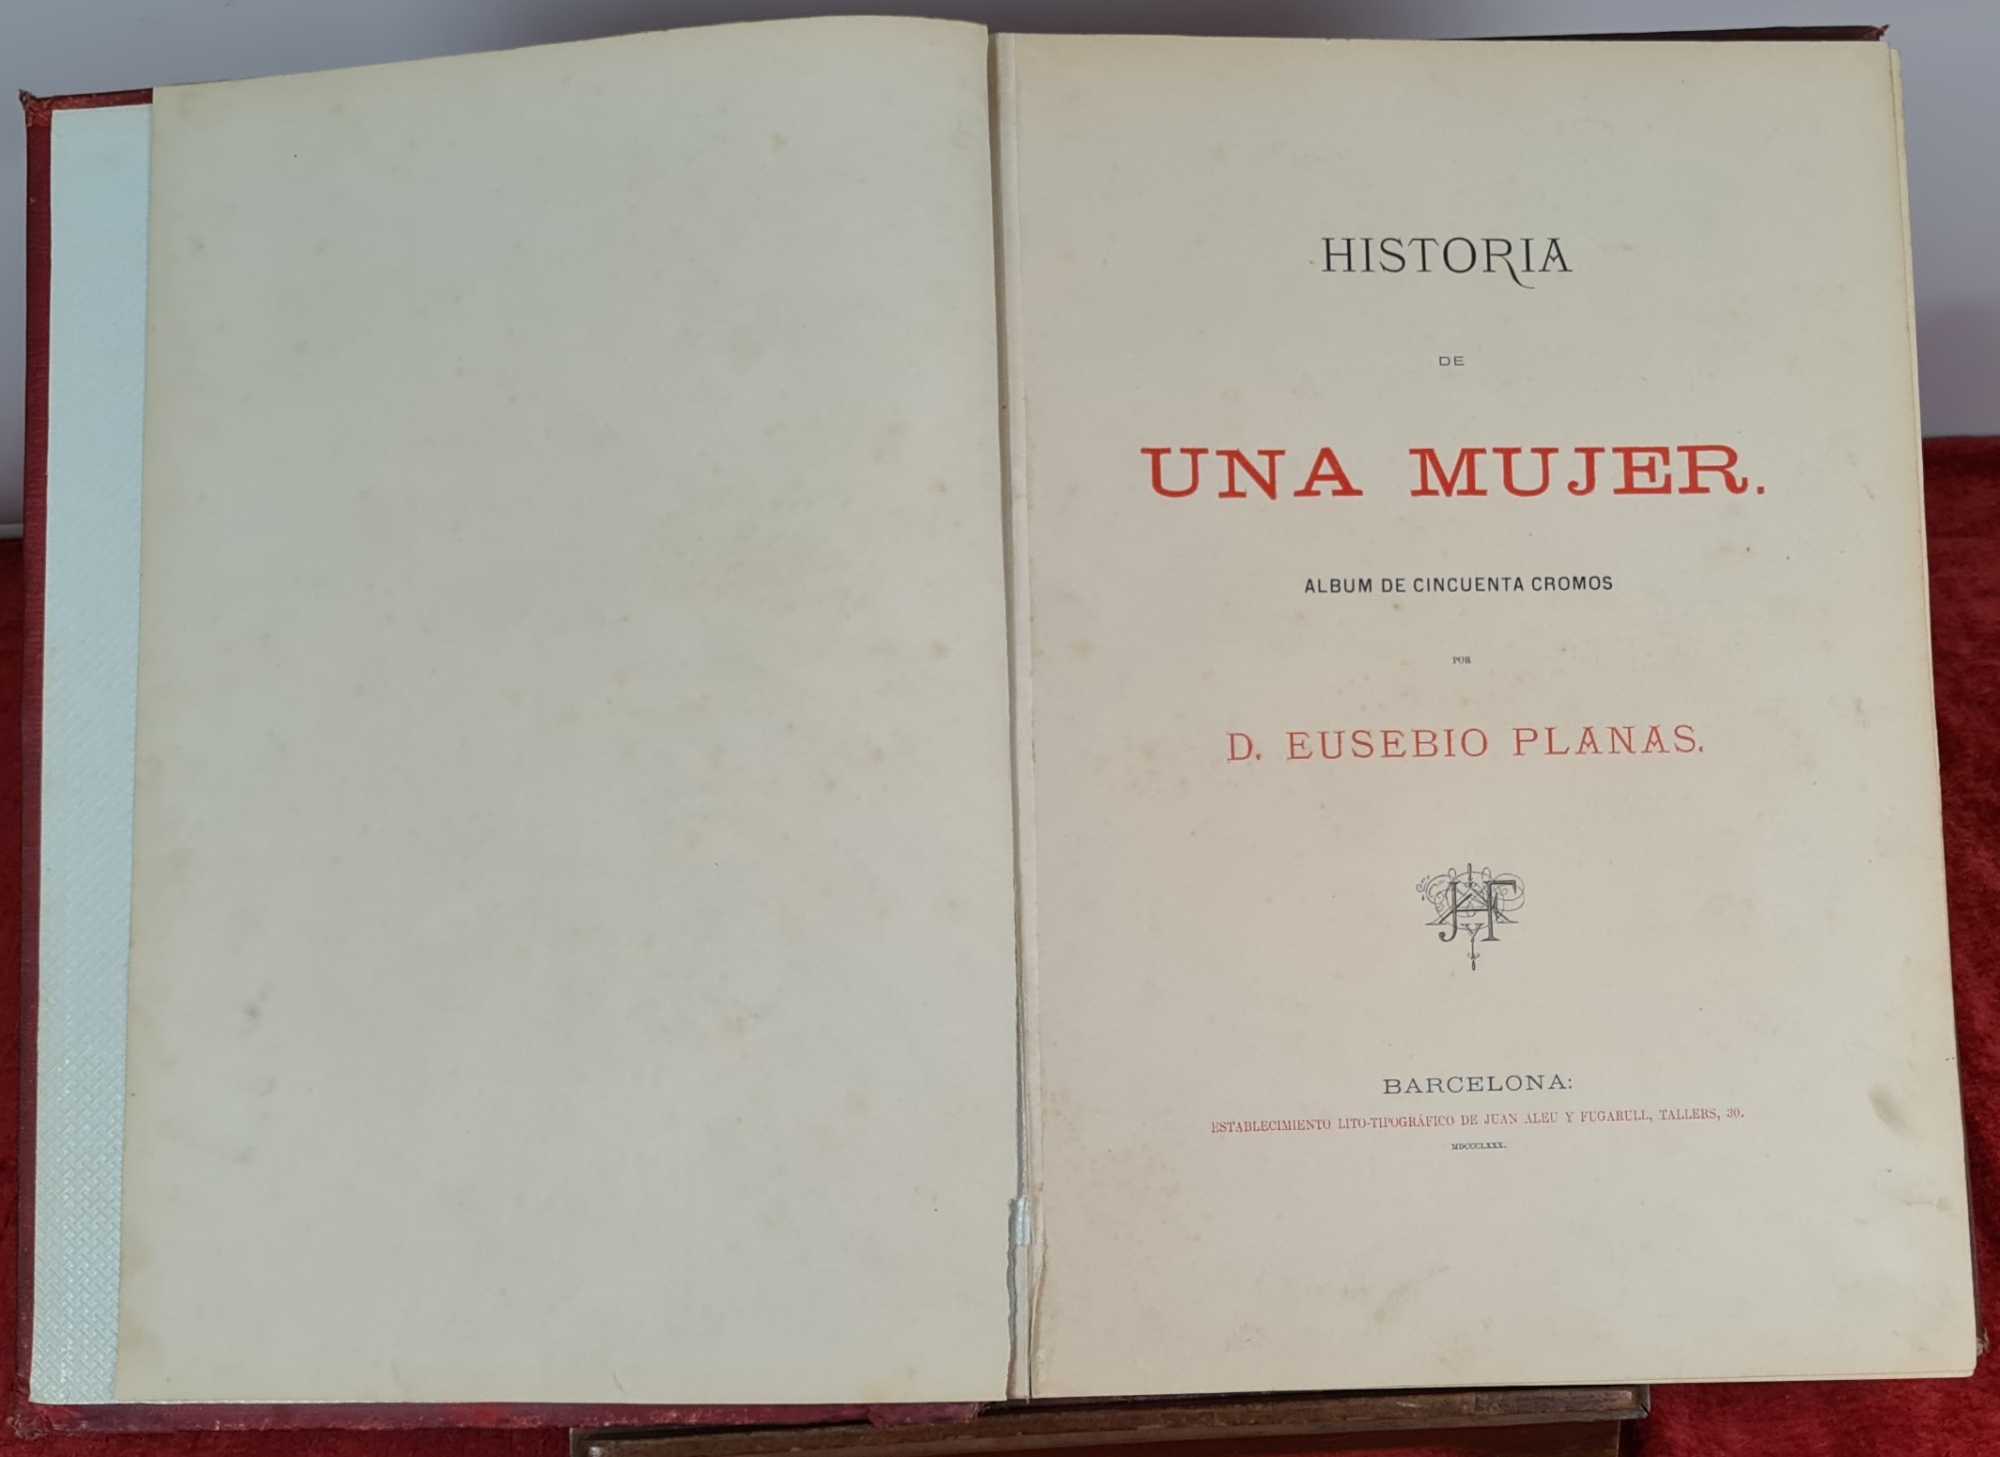 HISTORIA
DE
UNA MUJER.
ALBUM DE CINCUENTA CROMOS
POR
D. EUSEBIO PLANAS.
BARCELONA:
ESTABLECIMIENTO LITO-TIPOGRÁFICO DE JUAN ALEU Y FUGARULL, TALLERS, 30.
MDCCCLXXX.